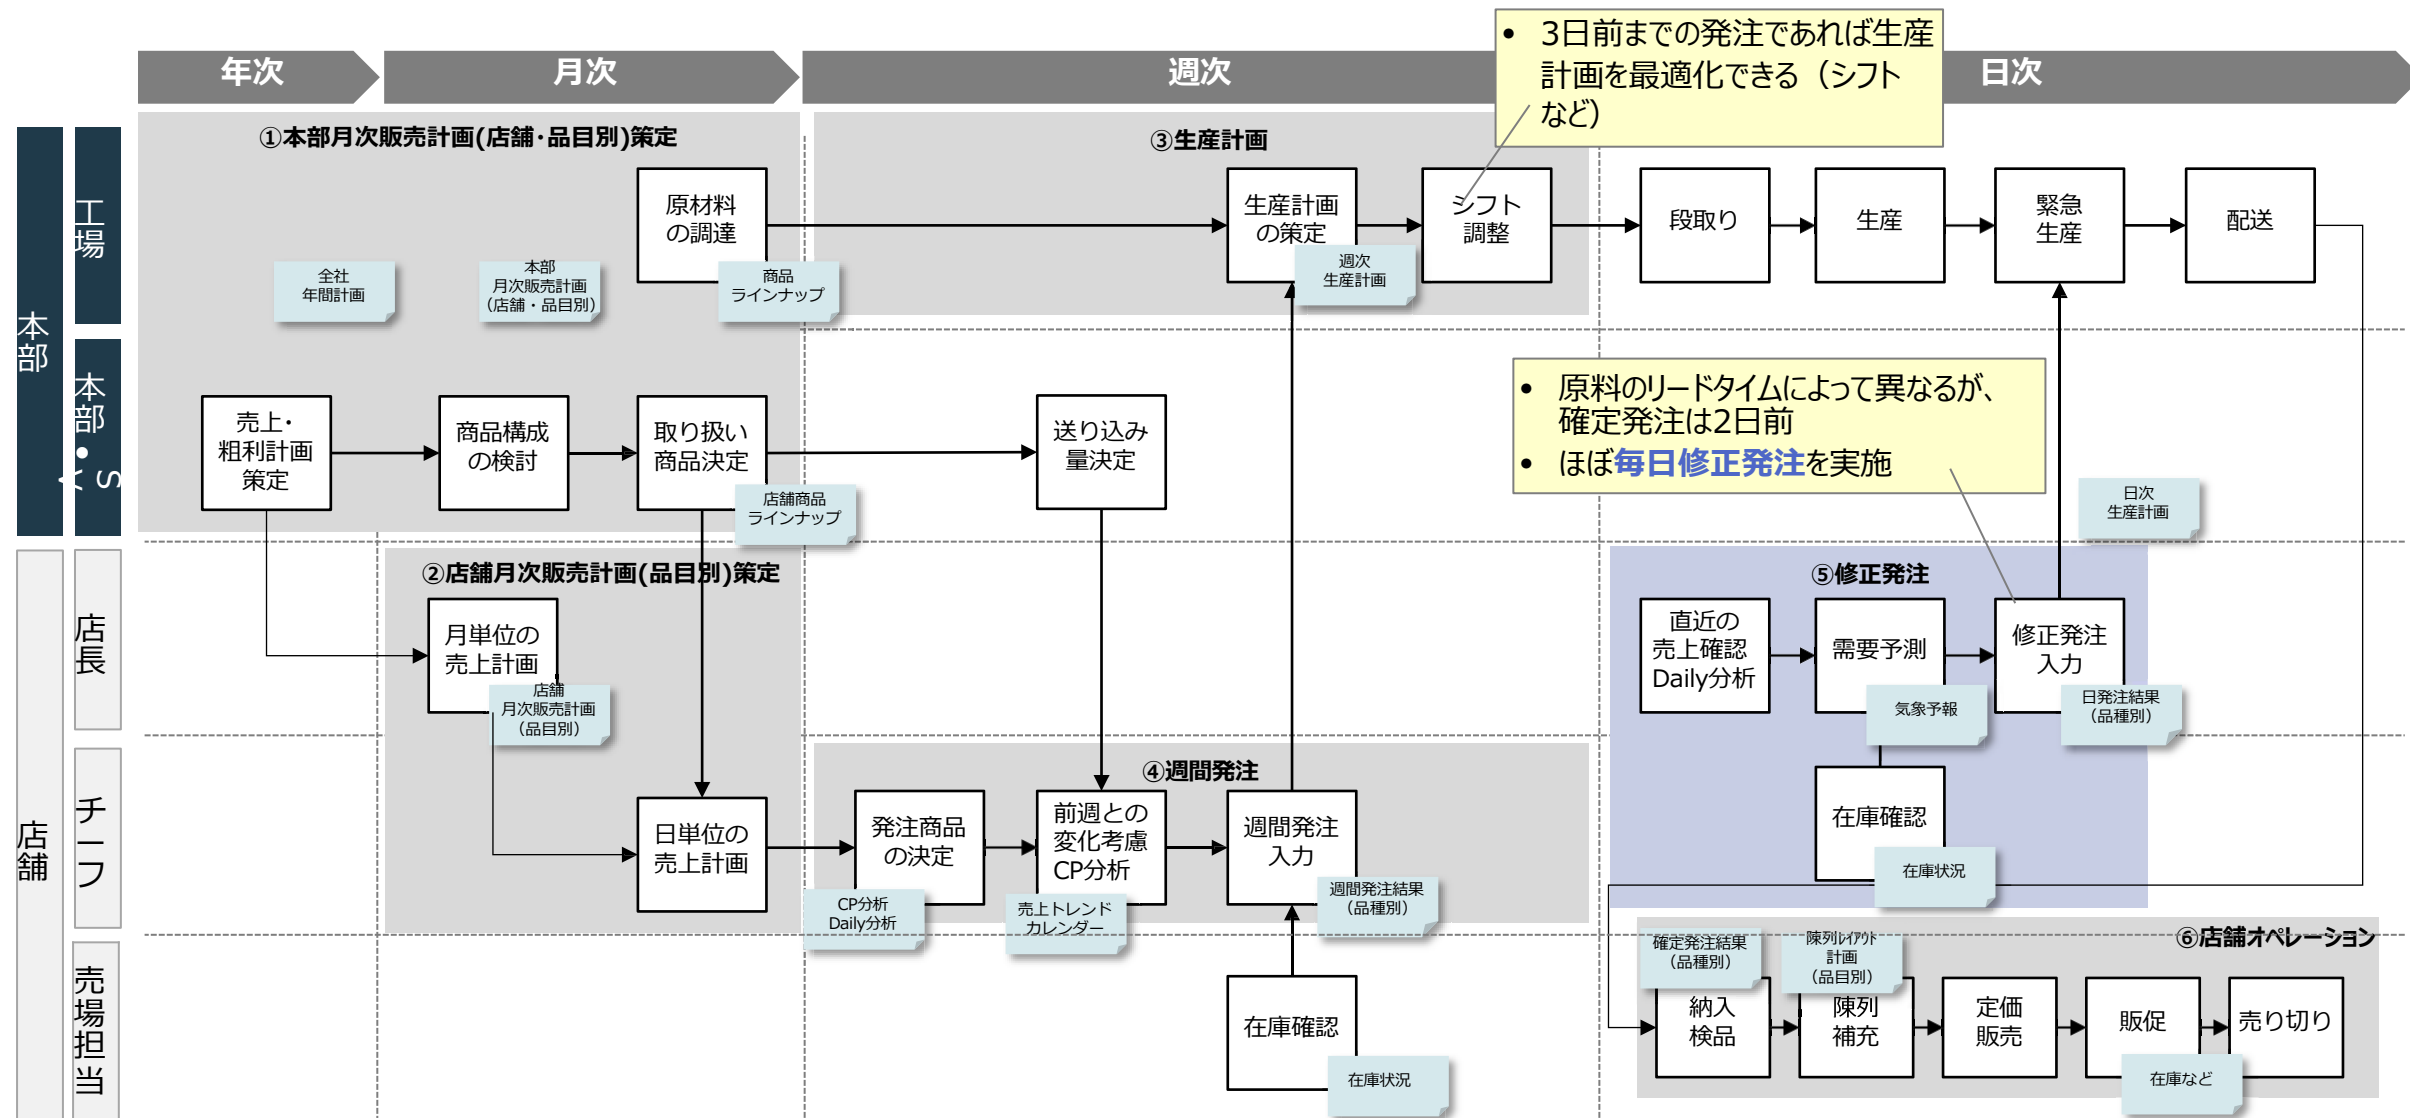 年次
月次
週次
日次
• 3日前までの発注であれば生産
計画を最適化できる（シフト
など）
本部
工場
本部・SV
店舗
店長
チーフ
売場担当
①本部月次販売計画(店舗・品目別)策定
③生産計画
原材料
の調達
商品
ラインナップ
生産計画
の策定
週次
生産計画
シフト
調整
段取り
生産
緊急
生産
配送
全社
年間計画
本部
月次販売計画
（店舗・品目別）
売上・
粗利計画
策定
商品構成
の検討
取り扱い
商品決定
店舗商品
ラインナップ
送り込み
量決定
• 原料のリードタイムによって異なるが、
確定発注は2日前
• ほぼ毎日修正発注を実施
日次
生産計画
②店舗月次販売計画(品目別)策定
月単位の
売上計画
店舗
月次販売計画
（品目別）
日単位の
売上計画
⑤修正発注
直近の
売上確認
Daily分析
需要予測
気象予報
修正発注
入力
日発注結果
（品種別）
在庫確認
在庫状況
④週間発注
発注商品
の決定
CP分析
Daily分析
前週との
変化考慮
CP分析
売上トレンド
カレンダー
週間発注
入力
週間発注結果
（品種別）
在庫確認
在庫状況
⑥店舗オペレーション
確定発注結果
（品種別）
納入
検品
陳列ﾚｲｱｳﾄ
計画
（品目別）
陳列
補充
定価
販売
販促
在庫など
売り切り